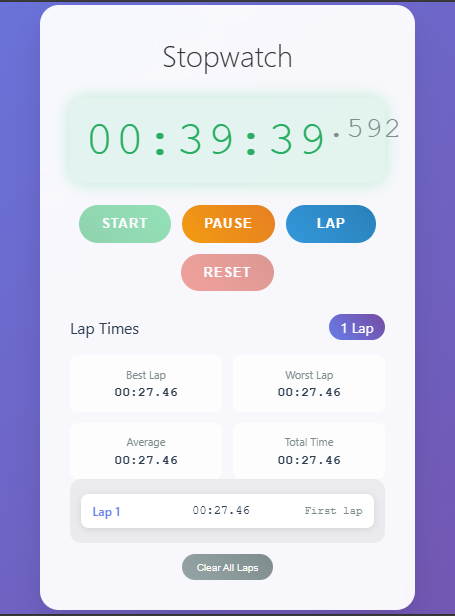 Stopwatch
00:39:39.592
START PAUSE LAP
RESET
Lap Times 1 Lap
Best Lap Worst Lap
00:27.46 00:27.46
Average Total Time
00:27.46 00:27.46
Lap 1 00:27.46 First lap
Clear All Laps